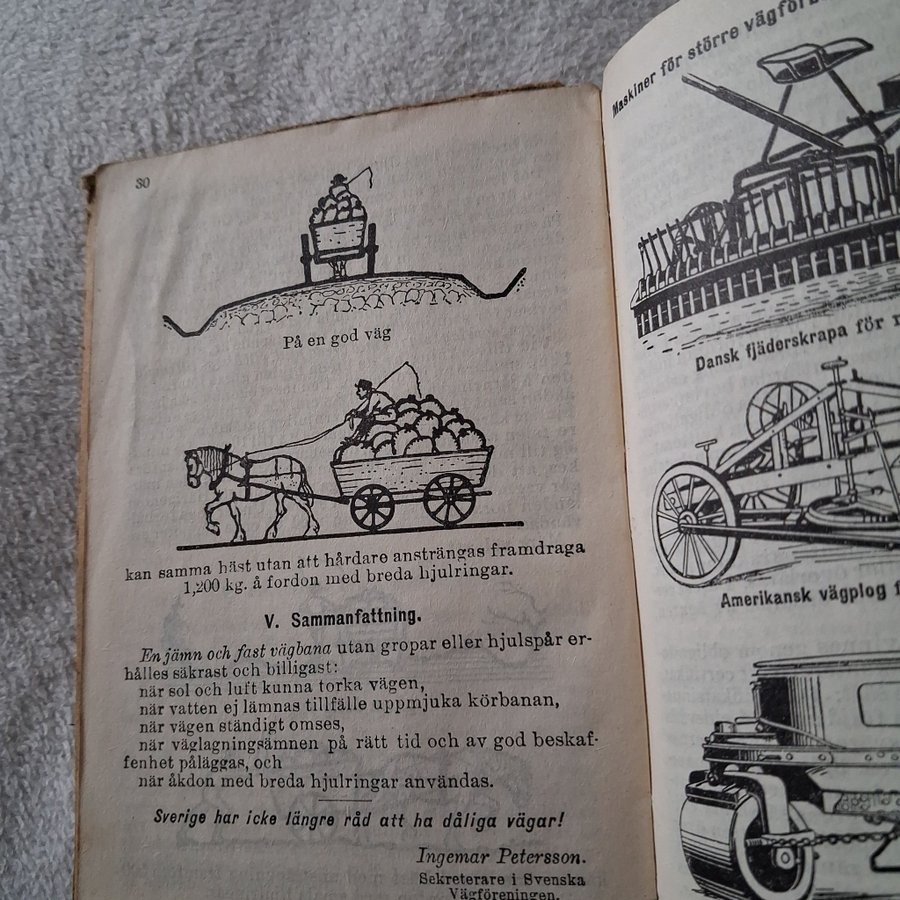 30
På en god väg
kan samma häst utan att hårdare ansträngas framdraga
1,200 kg. å fordon med breda hjulringar.
V. Sammanfattning.
En jämn och fast vägbana utan gropar eller hjulspår er-
hålles säkrast och billigast:
när sol och luft kunna torka vägen,
när vatten ej lämnas tillfälle uppmjuka körbanan,
när vägen ständigt omses,
när väglagningsämnen på rätt tid och av god beskaf-
fenhet påläggas, och
när åkdon med breda hjulringar användas.
Sverige har icke längre råd att ha dåliga vägar!
Ingemar Petersson.
Sekreterare i Svenska
Vägföreningen.
Maskiner för större
Dansk fjäderskrapa för
Amerikansk vägplog